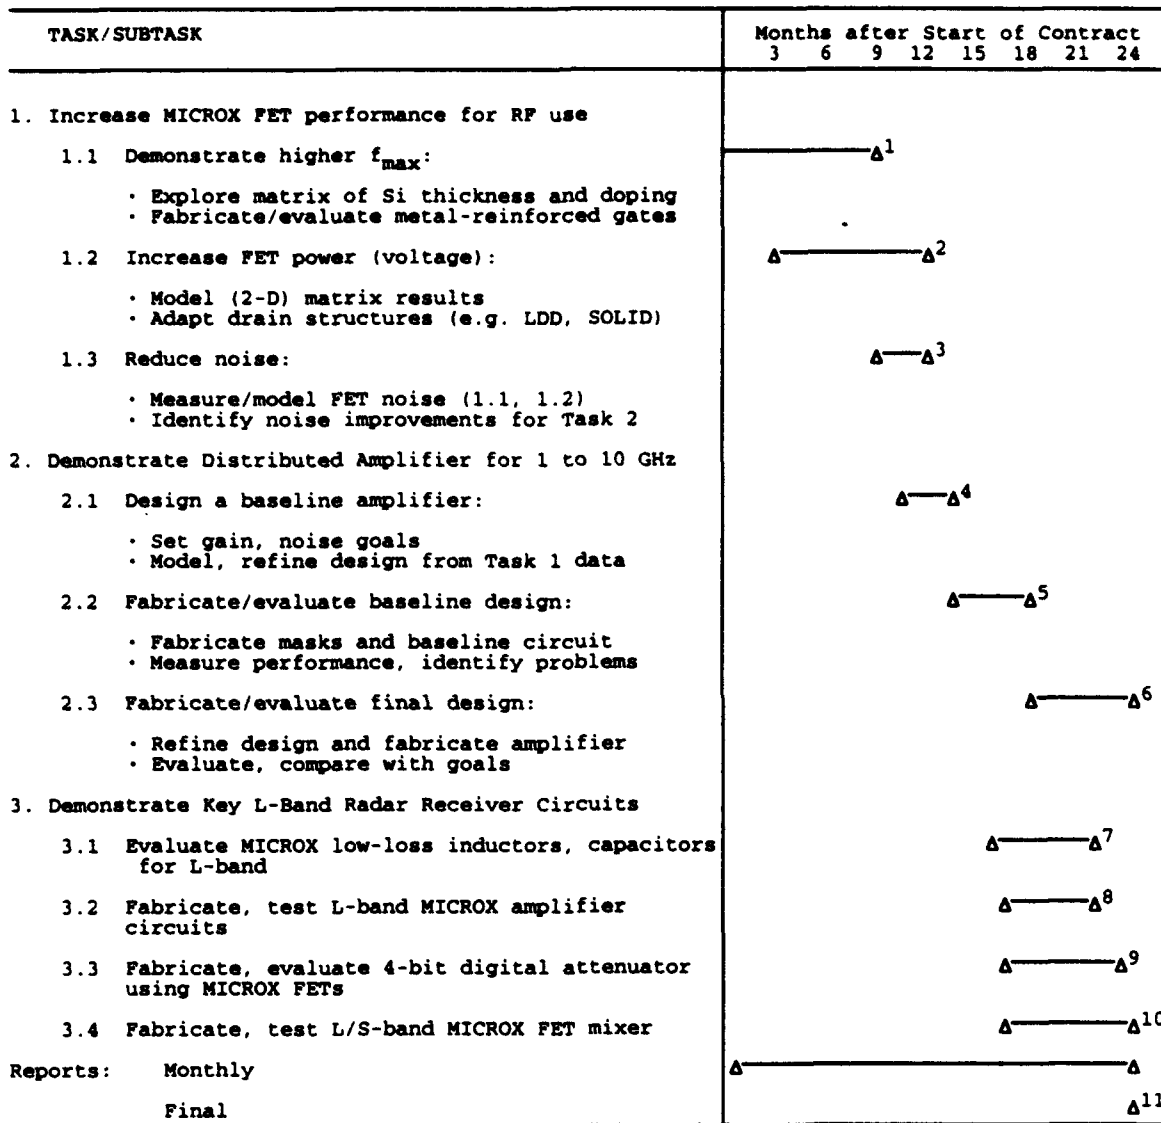 TASK/SUBTASK Months after Start of Contract
3 6 9 12 15 18 21 24
1. Increase MICROX FET performance for RF use
1.1 Demonstrate higher fmax: Δ1
· Explore matrix of Si thickness and doping
· Fabricate/evaluate metal-reinforced gates
1.2 Increase FET power (voltage): Δ Δ2
· Model (2-D) matrix results
· Adapt drain structures (e.g. LDD, SOLID)
1.3 Reduce noise: Δ Δ3
· Measure/model FET noise (1.1, 1.2)
· Identify noise improvements for Task 2
2. Demonstrate Distributed Amplifier for 1 to 10 GHz
2.1 Design a baseline amplifier: Δ Δ4
· Set gain, noise goals
· Model, refine design from Task 1 data
2.2 Fabricate/evaluate baseline design: Δ Δ5
· Fabricate masks and baseline circuit
· Measure performance, identify problems
2.3 Fabricate/evaluate final design: Δ Δ6
· Refine design and fabricate amplifier
· Evaluate, compare with goals
3. Demonstrate Key L-Band Radar Receiver Circuits
3.1 Evaluate MICROX low-loss inductors, capacitors Δ Δ7
for L-band
3.2 Fabricate, test L-band MICROX amplifier Δ Δ8
circuits
3.3 Fabricate, evaluate 4-bit digital attenuator Δ Δ9
using MICROX FETs
3.4 Fabricate, test L/S-band MICROX FET mixer Δ Δ10
Reports: Monthly Δ Δ
Final Δ11